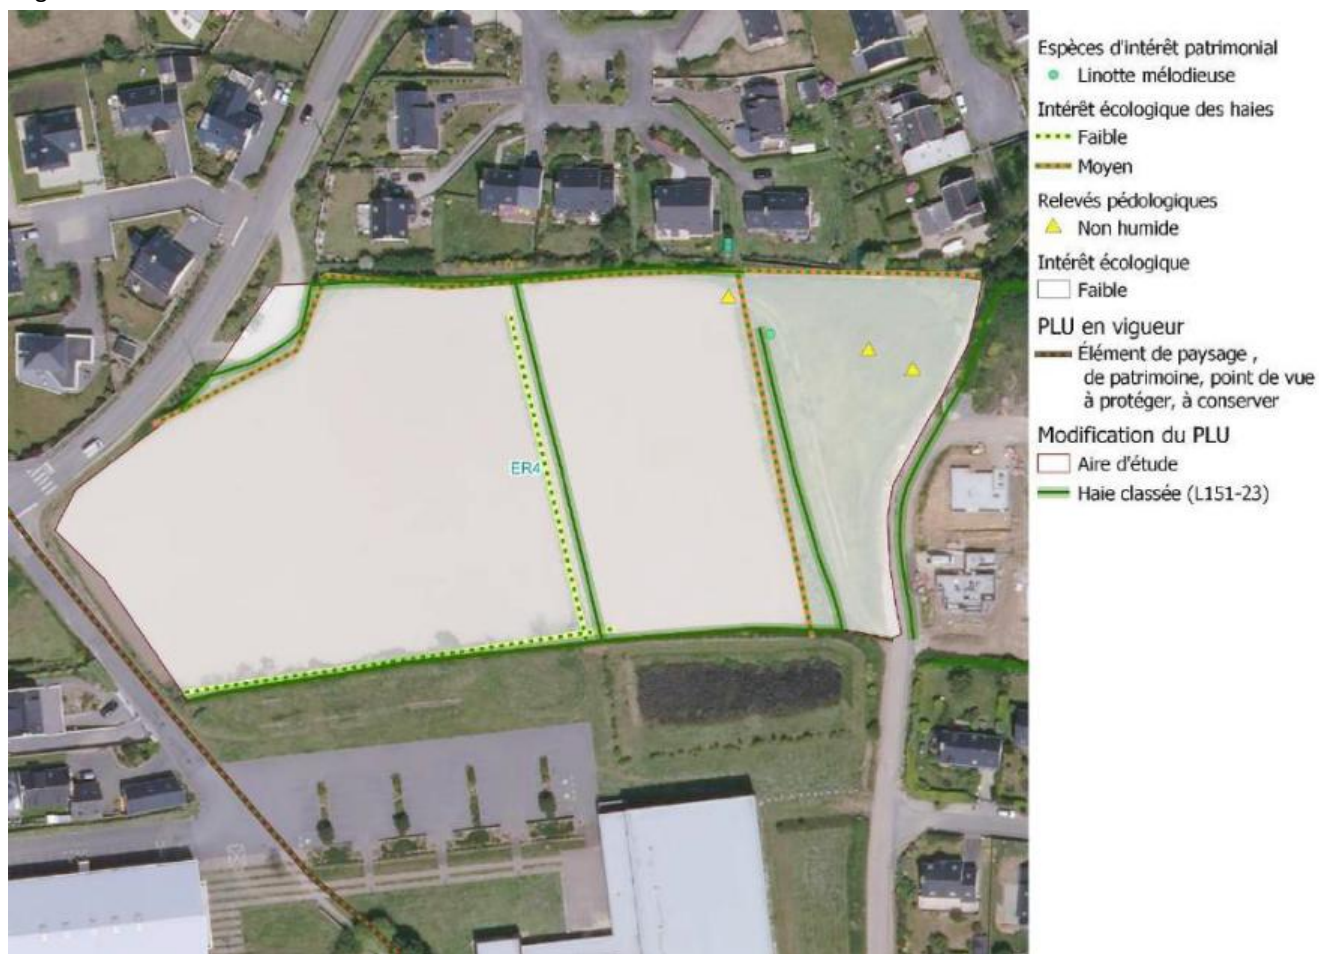 Espèces d'intérêt patrimonial
Linotte mélodieuse
Intérêt écologique des haies
Faible
Moyen
Relevés pédologiques
Non humide
Intérêt écologique
Faible
PLU en vigueur
Élément de paysage ,
de patrimoine, point de vue
à protéger, à conserver
Modification du PLU
Aire d'étude
Haie classée (L151-23)
ER4